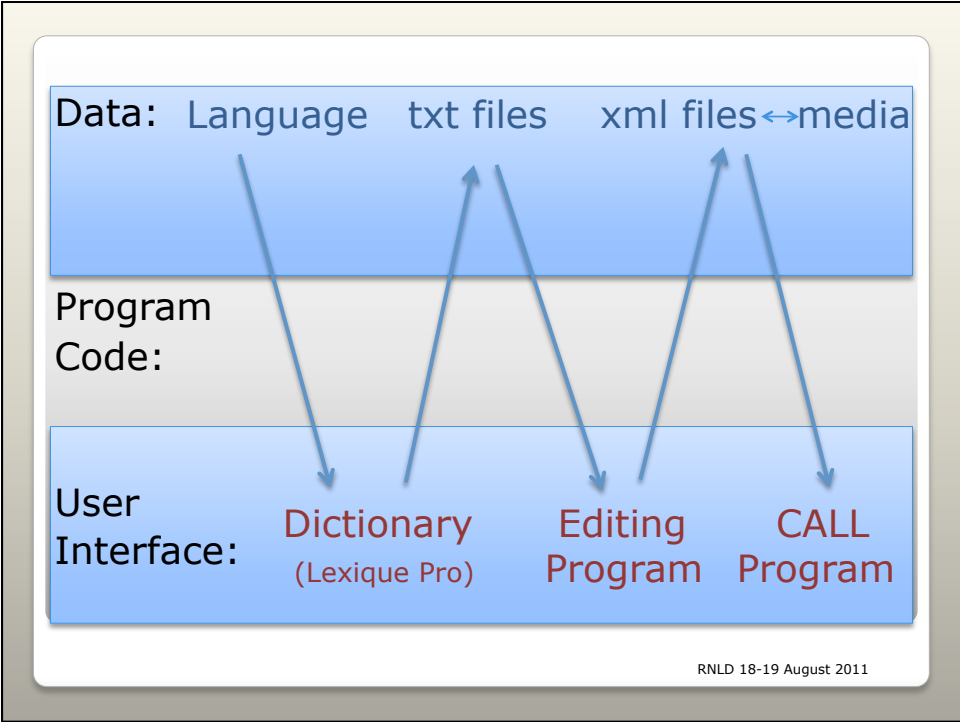 Data: Language txt files xml files↔media
Program
Code:
User
Interface:
Dictionary
(Lexique Pro)
Editing
Program
CALL
Program
RNLD 18-19 August 2011